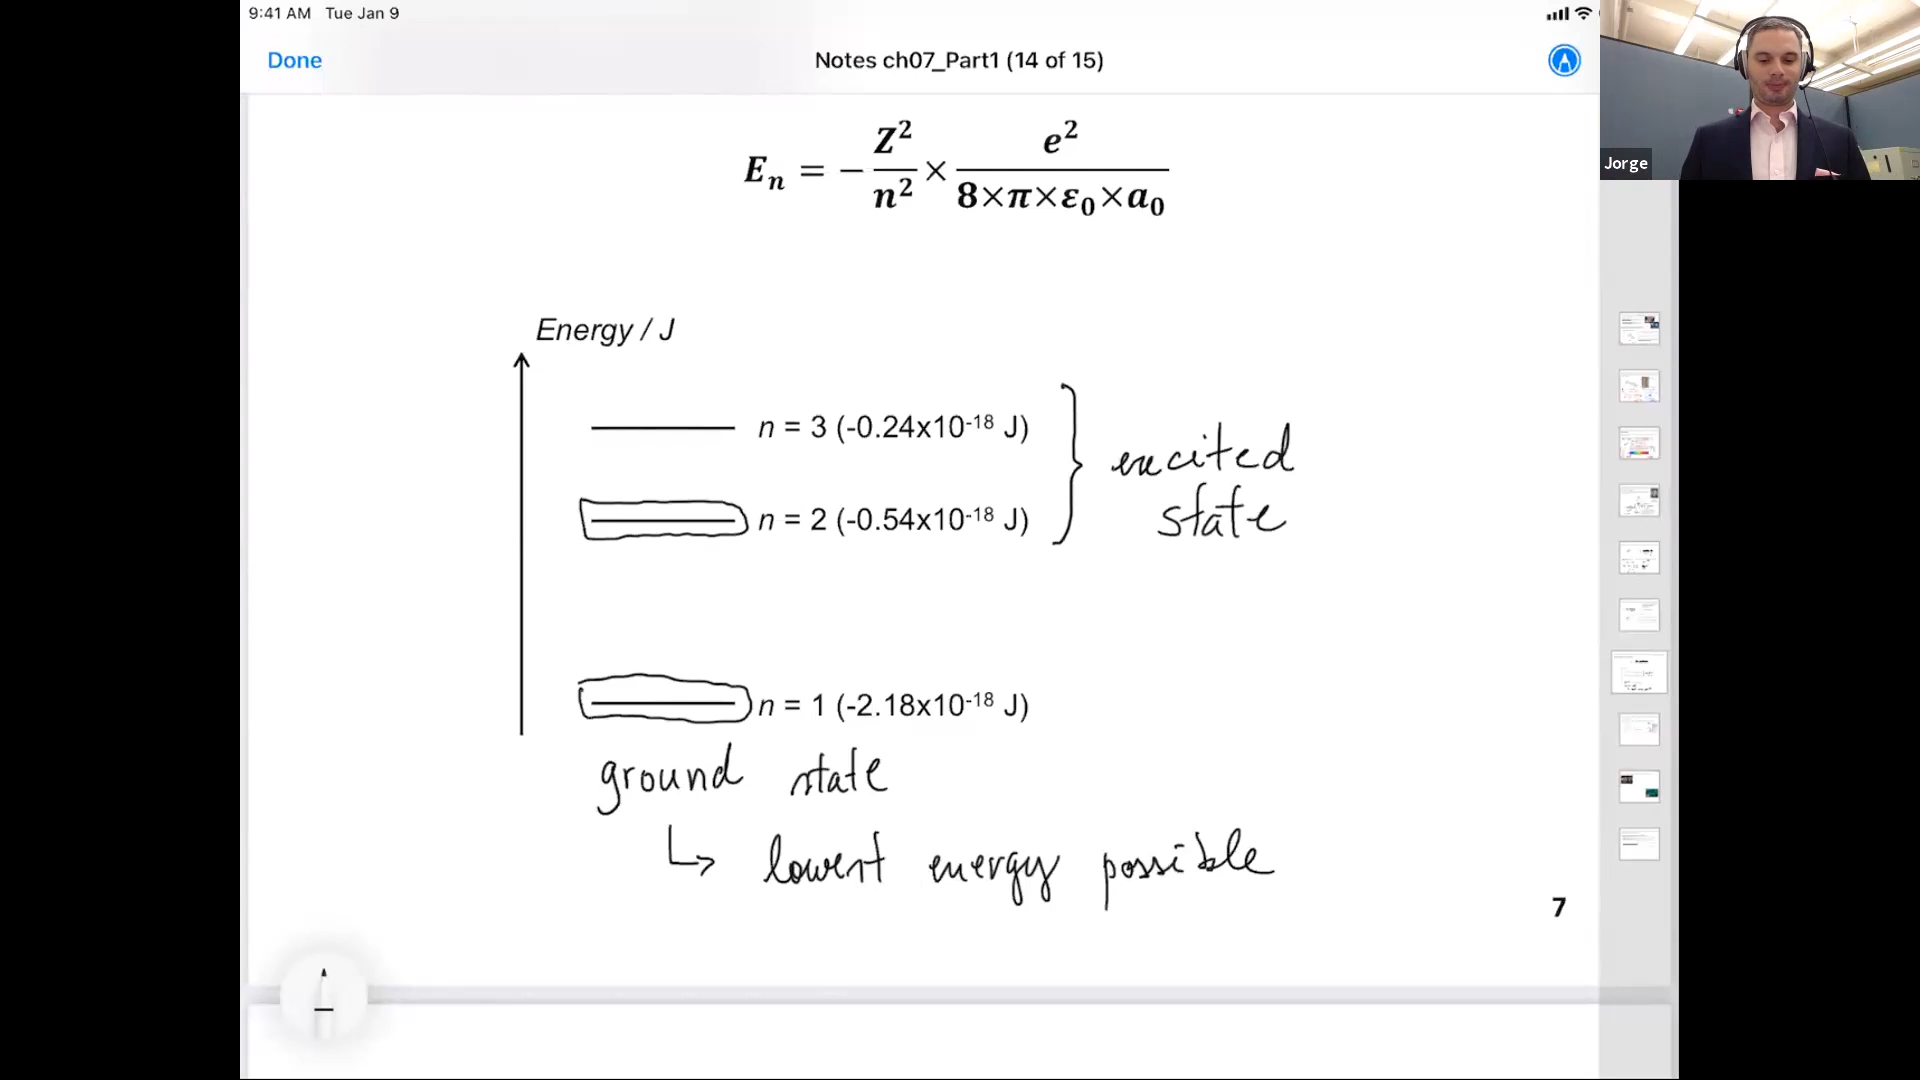 9:41 AM Tue Jan 9
Done
Notes ch07_Part1 (14 of 15)
Jorge
Eₙ = − Z²/n² × e²/(8×π×ε₀×a₀)
Energy / J
n = 3 (-0.24x10⁻¹⁸ J)
n = 2 (-0.54x10⁻¹⁸ J)
excited
state
n = 1 (-2.18x10⁻¹⁸ J)
ground state
↳ lowest energy possible
7